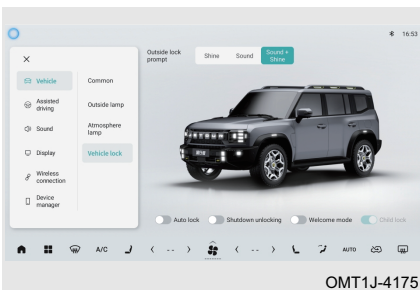 16:53
Outside lock
prompt
Shine
Sound
Sound +
Shine
Vehicle
Common
Assisted
driving
Outside lamp
Sound
Atmosphere
lamp
Display
Vehicle lock
Wireless
connection
Device
manager
Auto lock
Shutdown unlocking
Welcome mode
Child lock
A/C
< -- >
< -- >
AUTO
OMT1J-4175